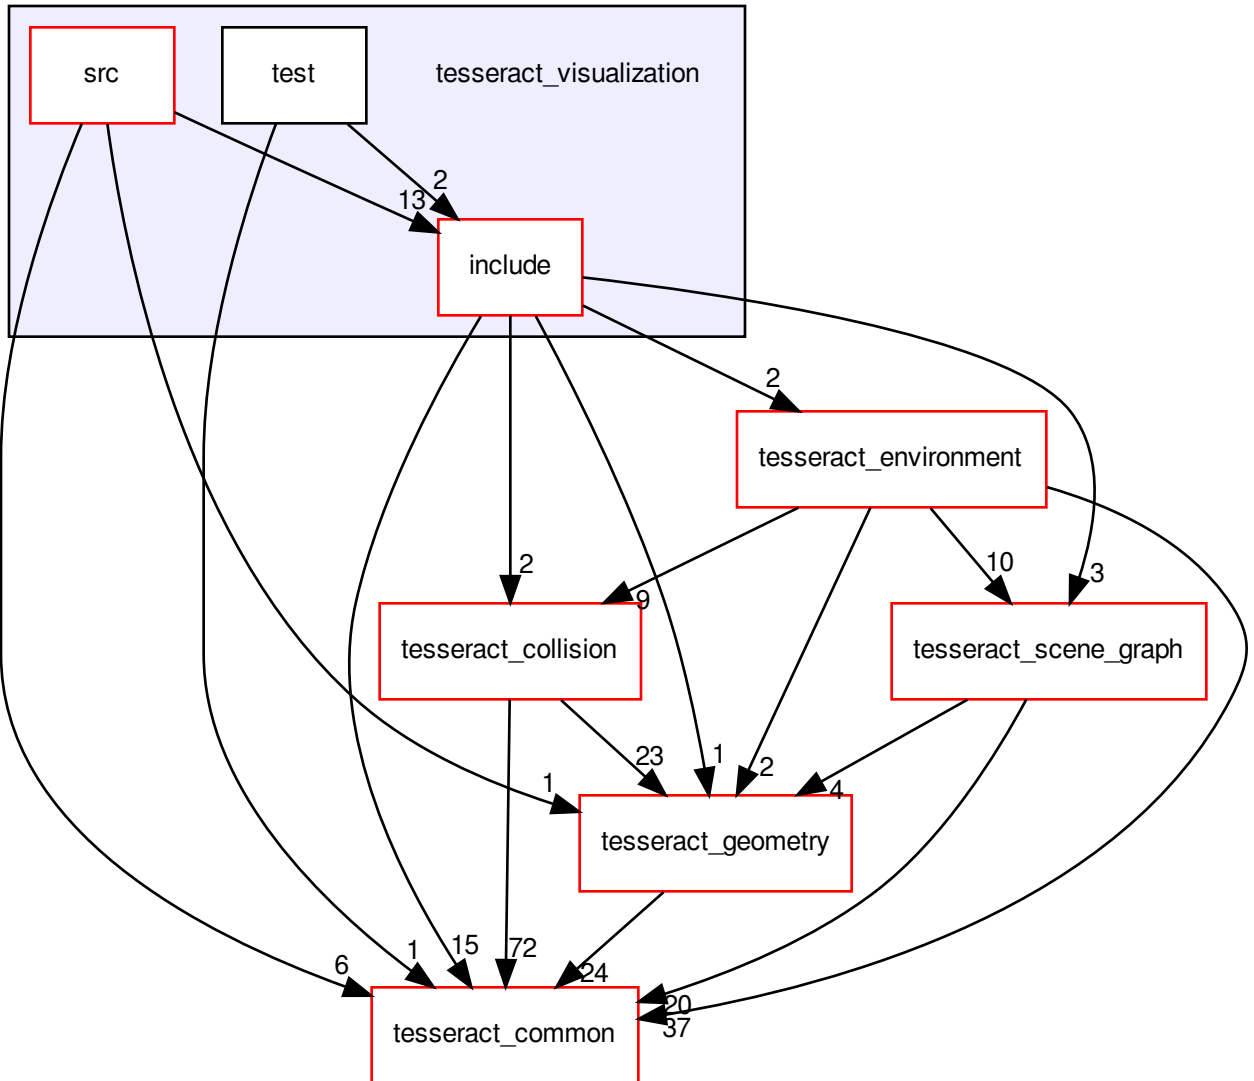 src
test
tesseract_visualization
2
13
include
2
tesseract_environment
2
10
3
9
tesseract_collision
tesseract_scene_graph
23
1
2
1
4
tesseract_geometry
1
15
72
6
24
20
37
tesseract_common